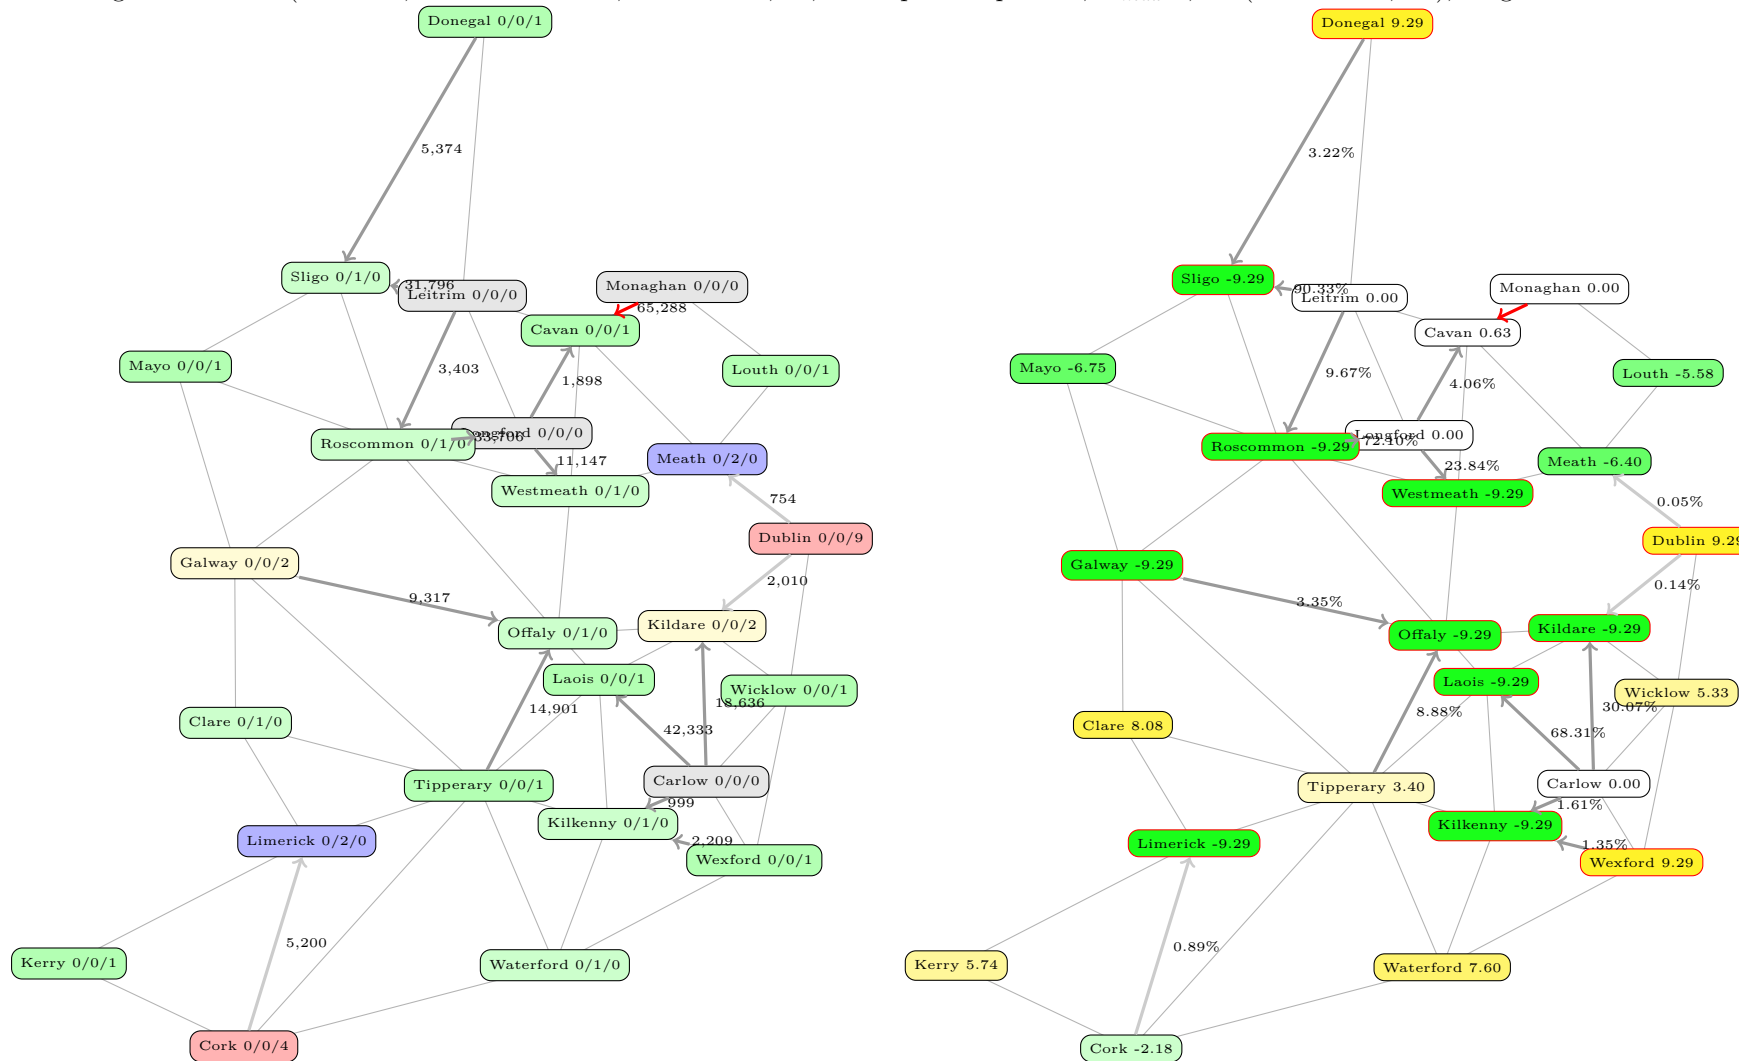 Donegal 0/0/1
5,374
Sligo 0/1/0
31,796
Leitrim 0/0/0
Monaghan 0/0/0
65,288
Cavan 0/0/1
Mayo 0/0/1
3,403
1,898
Louth 0/0/1
Roscommon 0/1/0
33,706
Longford 0/0/0
11,147
Meath 0/2/0
Westmeath 0/1/0
754
Dublin 0/0/9
Galway 0/0/2
2,010
9,317
Offaly 0/1/0
Kildare 0/0/2
Laois 0/0/1
Wicklow 0/0/1
18,636
14,901
Clare 0/1/0
42,333
Tipperary 0/0/1
Carlow 0/0/0
999
Kilkenny 0/1/0
Limerick 0/2/0
2,209
Wexford 0/0/1
5,200
Kerry 0/0/1
Waterford 0/1/0
Cork 0/0/4
Donegal 9.29
3.22%
Sligo -9.29
90.33%
Leitrim 0.00
Monaghan 0.00
Cavan 0.63
Mayo -6.75
9.67%
4.06%
Louth -5.58
Roscommon -9.29
72.10%
Longford 0.00
23.84%
Meath -6.40
Westmeath -9.29
0.05%
Dublin 9.29
Galway -9.29
0.14%
3.35%
Offaly -9.29
Kildare -9.29
Laois -9.29
Wicklow 5.33
30.07%
8.88%
Clare 8.08
68.31%
Tipperary 3.40
Carlow 0.00
1.61%
Kilkenny -9.29
Limerick -9.29
1.35%
Wexford 9.29
0.89%
Kerry 5.74
Waterford 7.60
Cork -2.18